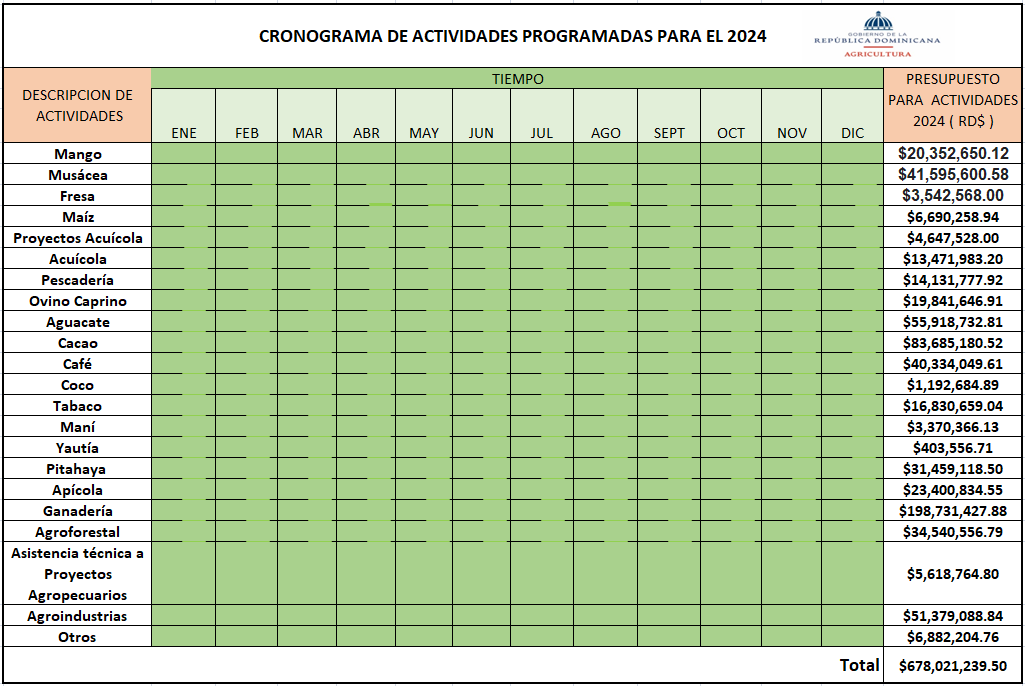 CRONOGRAMA DE ACTIVIDADES PROGRAMADAS PARA EL 2024
GOBIERNO DE LA
REPÚBLICA DOMINICANA
AGRICULTURA
DESCRIPCION DE
ACTIVIDADES
TIEMPO
PRESUPUESTO
PARA ACTIVIDADES
2024 ( RD$ )
ENE FEB MAR ABR MAY JUN JUL AGO SEPT OCT NOV DIC
Mango $20,352,650.12
Musácea $41,595,600.58
Fresa $3,542,568.00
Maíz $6,690,258.94
Proyectos Acuícola $4,647,528.00
Acuícola $13,471,983.20
Pescadería $14,131,777.92
Ovino Caprino $19,841,646.91
Aguacate $55,918,732.81
Cacao $83,685,180.52
Café $40,334,049.61
Coco $1,192,684.89
Tabaco $16,830,659.04
Maní $3,370,366.13
Yautía $403,556.71
Pitahaya $31,459,118.50
Apícola $23,400,834.55
Ganadería $198,731,427.88
Agroforestal $34,540,556.79
Asistencia técnica a
Proyectos
Agropecuarios
$5,618,764.80
Agroindustrias $51,379,088.84
Otros $6,882,204.76
Total $678,021,239.50